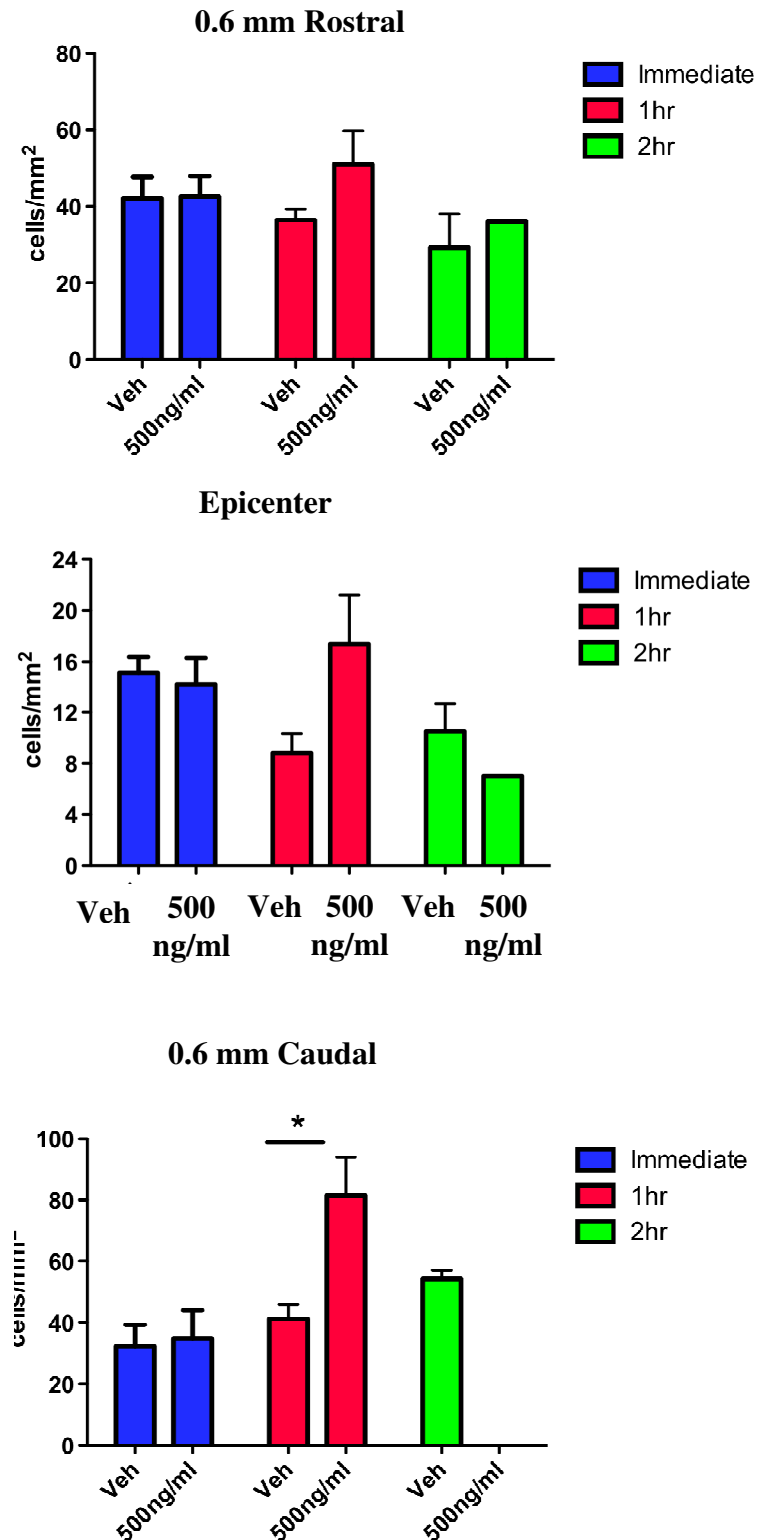 0.6 mm Rostral
80
60
40
20
0
cells/mm²
Veh
500ng/ml
Veh
500ng/ml
Veh
500ng/ml
Immediate
1hr
2hr
Epicenter
24
20
16
12
8
4
0
cells/mm²
Veh
500
ng/ml
Veh
500
ng/ml
Veh
500
ng/ml
Immediate
1hr
2hr
0.6 mm Caudal
*
100
80
60
40
20
0
Veh
500ng/ml
Veh
500ng/ml
Veh
500ng/ml
Immediate
1hr
2hr